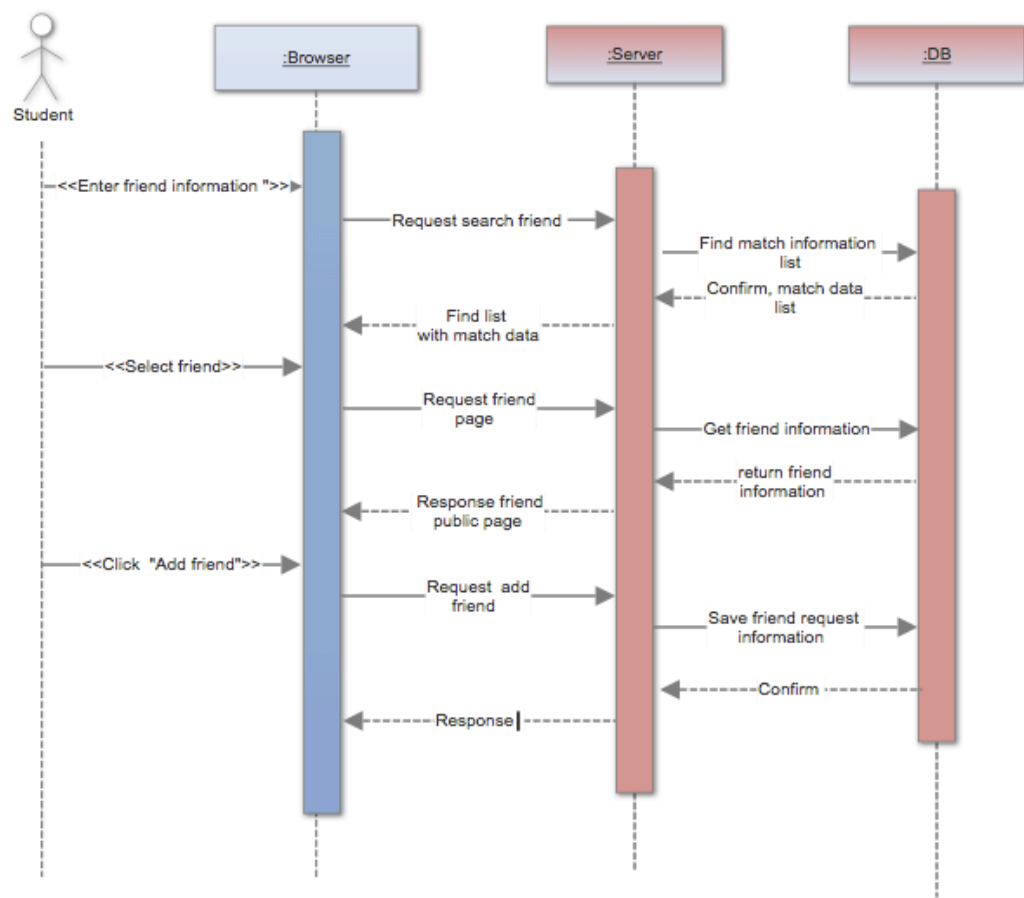 :Browser
:Server
:DB
Student
<<Enter friend information ">>
Request search friend
Find match information
list
Confirm, match data
list
Find list
with match data
<<Select friend>>
Request friend
page
Get friend information
return friend
information
Response friend
public page
<<Click  "Add friend">>
Request  add
friend
Save friend request
information
Confirm
Response